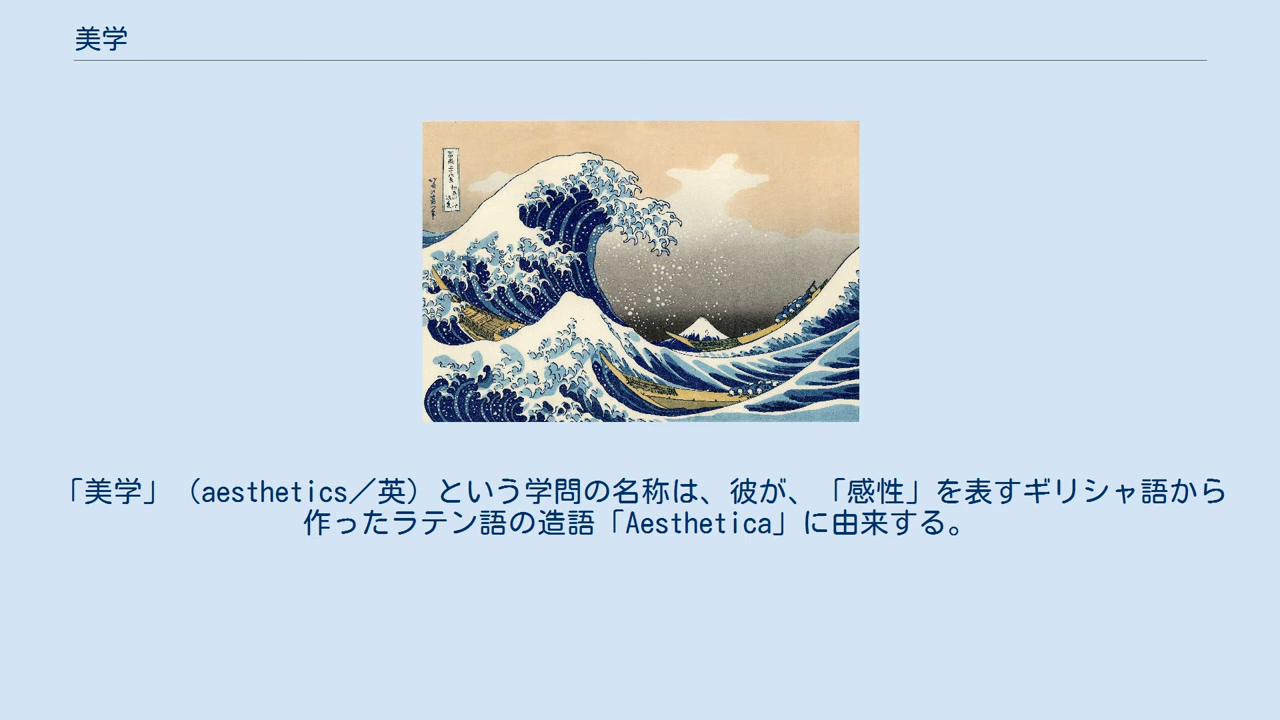 美学
「美学」（aesthetics／英）という学問の名称は、彼が、「感性」を表すギリシャ語から
作ったラテン語の造語「Aesthetica」に由来する。